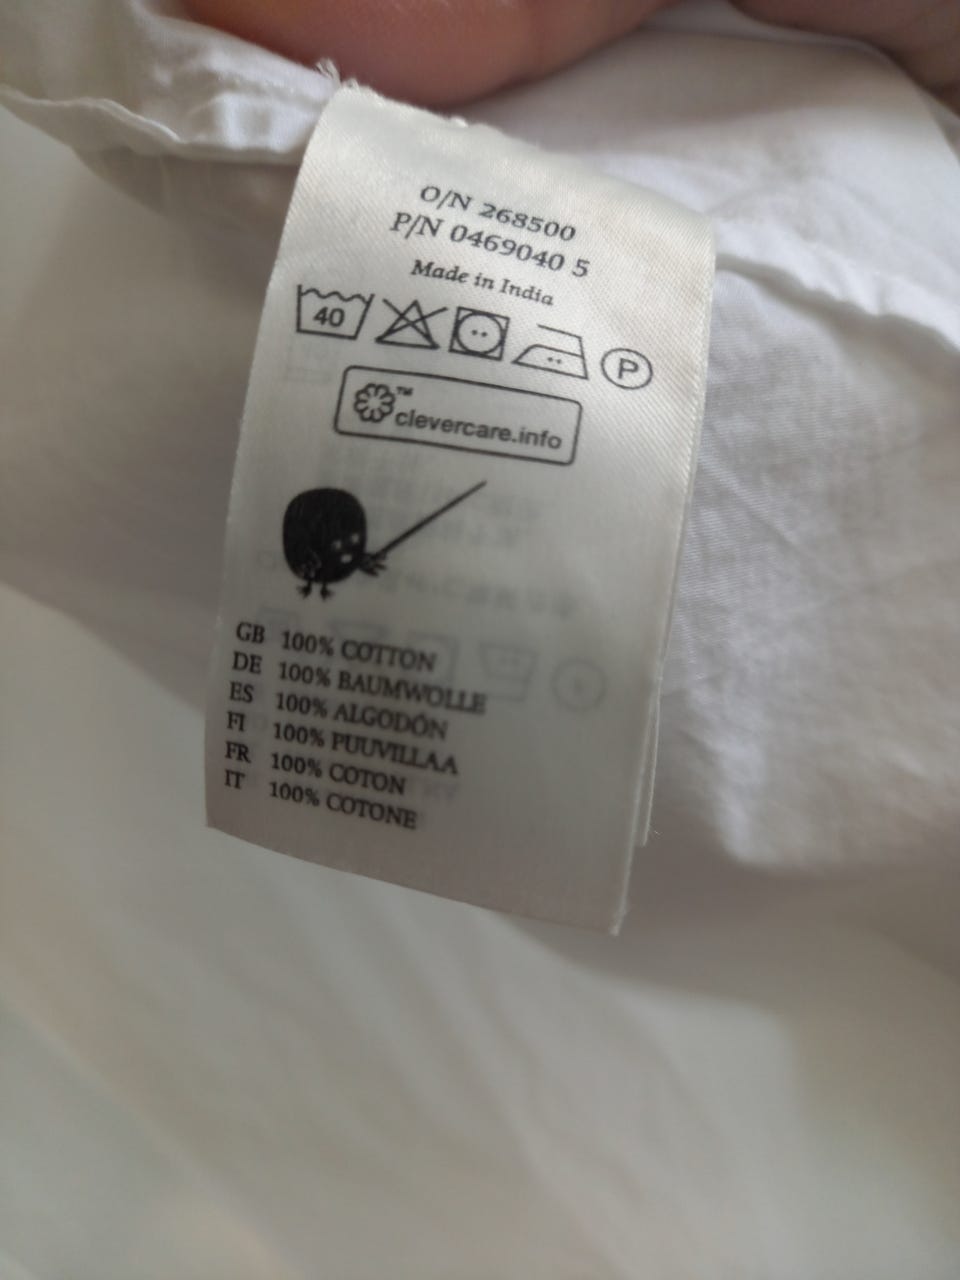 O/N 268500
P/N 0469040 5
Made in India
40 P
™ clevercare.info
GB 100% COTTON
DE 100% BAUMWOLLE
ES 100% ALGODÓN
FI 100% PUUVILLAA
FR 100% COTON
IT 100% COTONE